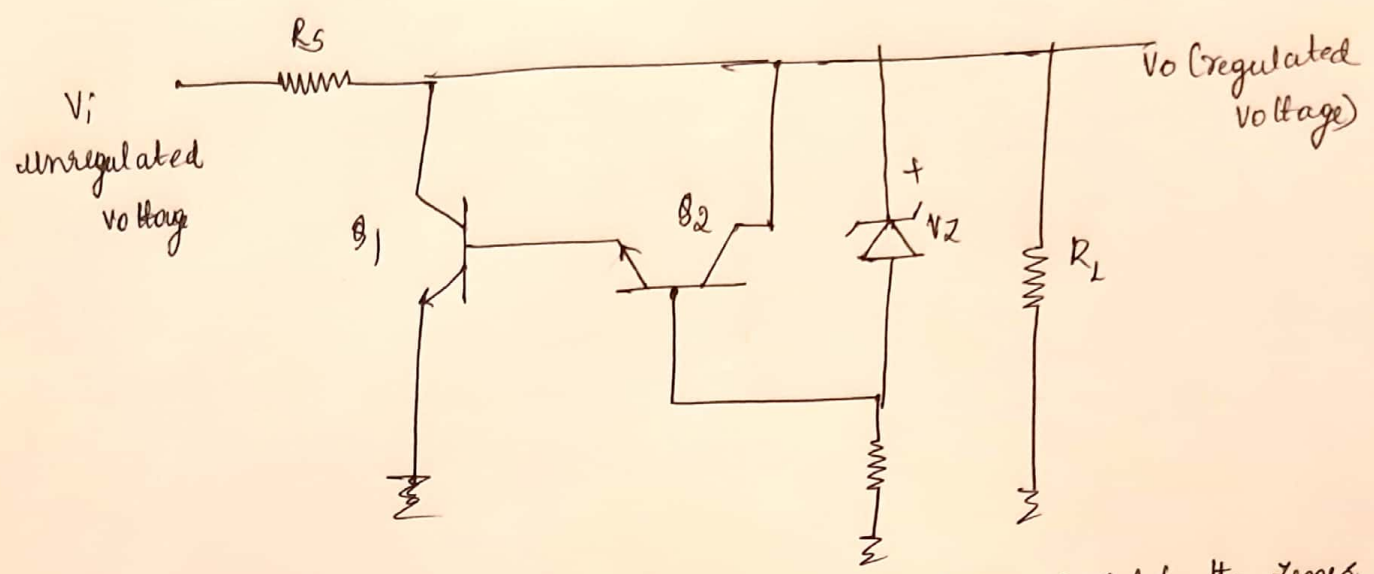 Rs
Vo (regulated
voltage)
Vi
unregulated
voltage
Q1
Q2
+
VZ
RL